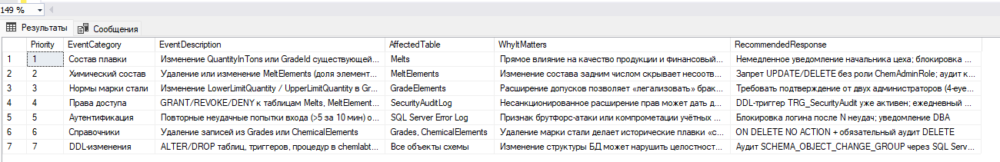 149 %
Результаты Сообщения
Priority EventCategory EventDescription AffectedTable WhyItMatters RecommendedResponse
1 1 Состав плавки Изменение QuantityInTons или GradeId существующей... Melts Прямое влияние на качество продукции и финансовый... Немедленное уведомление начальника цеха; блокировка ...
2 2 Химический состав Удаление или изменение MeltElements (доля элемент... MeltElements Изменение состава задним числом скрывает несоотв... Запрет UPDATE/DELETE без роли ChemAdminRole; аудит к...
3 3 Нормы марки стали Изменение LowerLimitQuantity / UpperLimitQuantity в Gr... GradeElements Расширение допусков позволяет «легализовать» брак... Требовать подтверждение от двух администраторов (4-eye...
4 4 Права доступа GRANT/REVOKE/DENY к таблицам Melts, MeltElement... SecurityAuditLog Несанкционированное расширение прав может дать д... DDL-триггер TRG_SecurityAudit уже активен; ежедневный ...
5 5 Аутентификация Повторные неудачные попытки входа (>5 за 10 мин) о... SQL Server Error Log Признак брутфорс-атаки или компрометации учётных ... Блокировка логина после N неудач; уведомление DBA
6 6 Справочники Удаление записей из Grades или ChemicalElements Grades, ChemicalElements Удаление марки стали делает исторические плавки «с... ON DELETE NO ACTION + обязательный аудит DELETE
7 7 DDL-изменения ALTER/DROP таблиц, триггеров, процедур в chemlabt... Все объекты схемы Изменение структуры БД может нарушить целостност... Аудит SCHEMA_OBJECT_CHANGE_GROUP через SQL Serv...